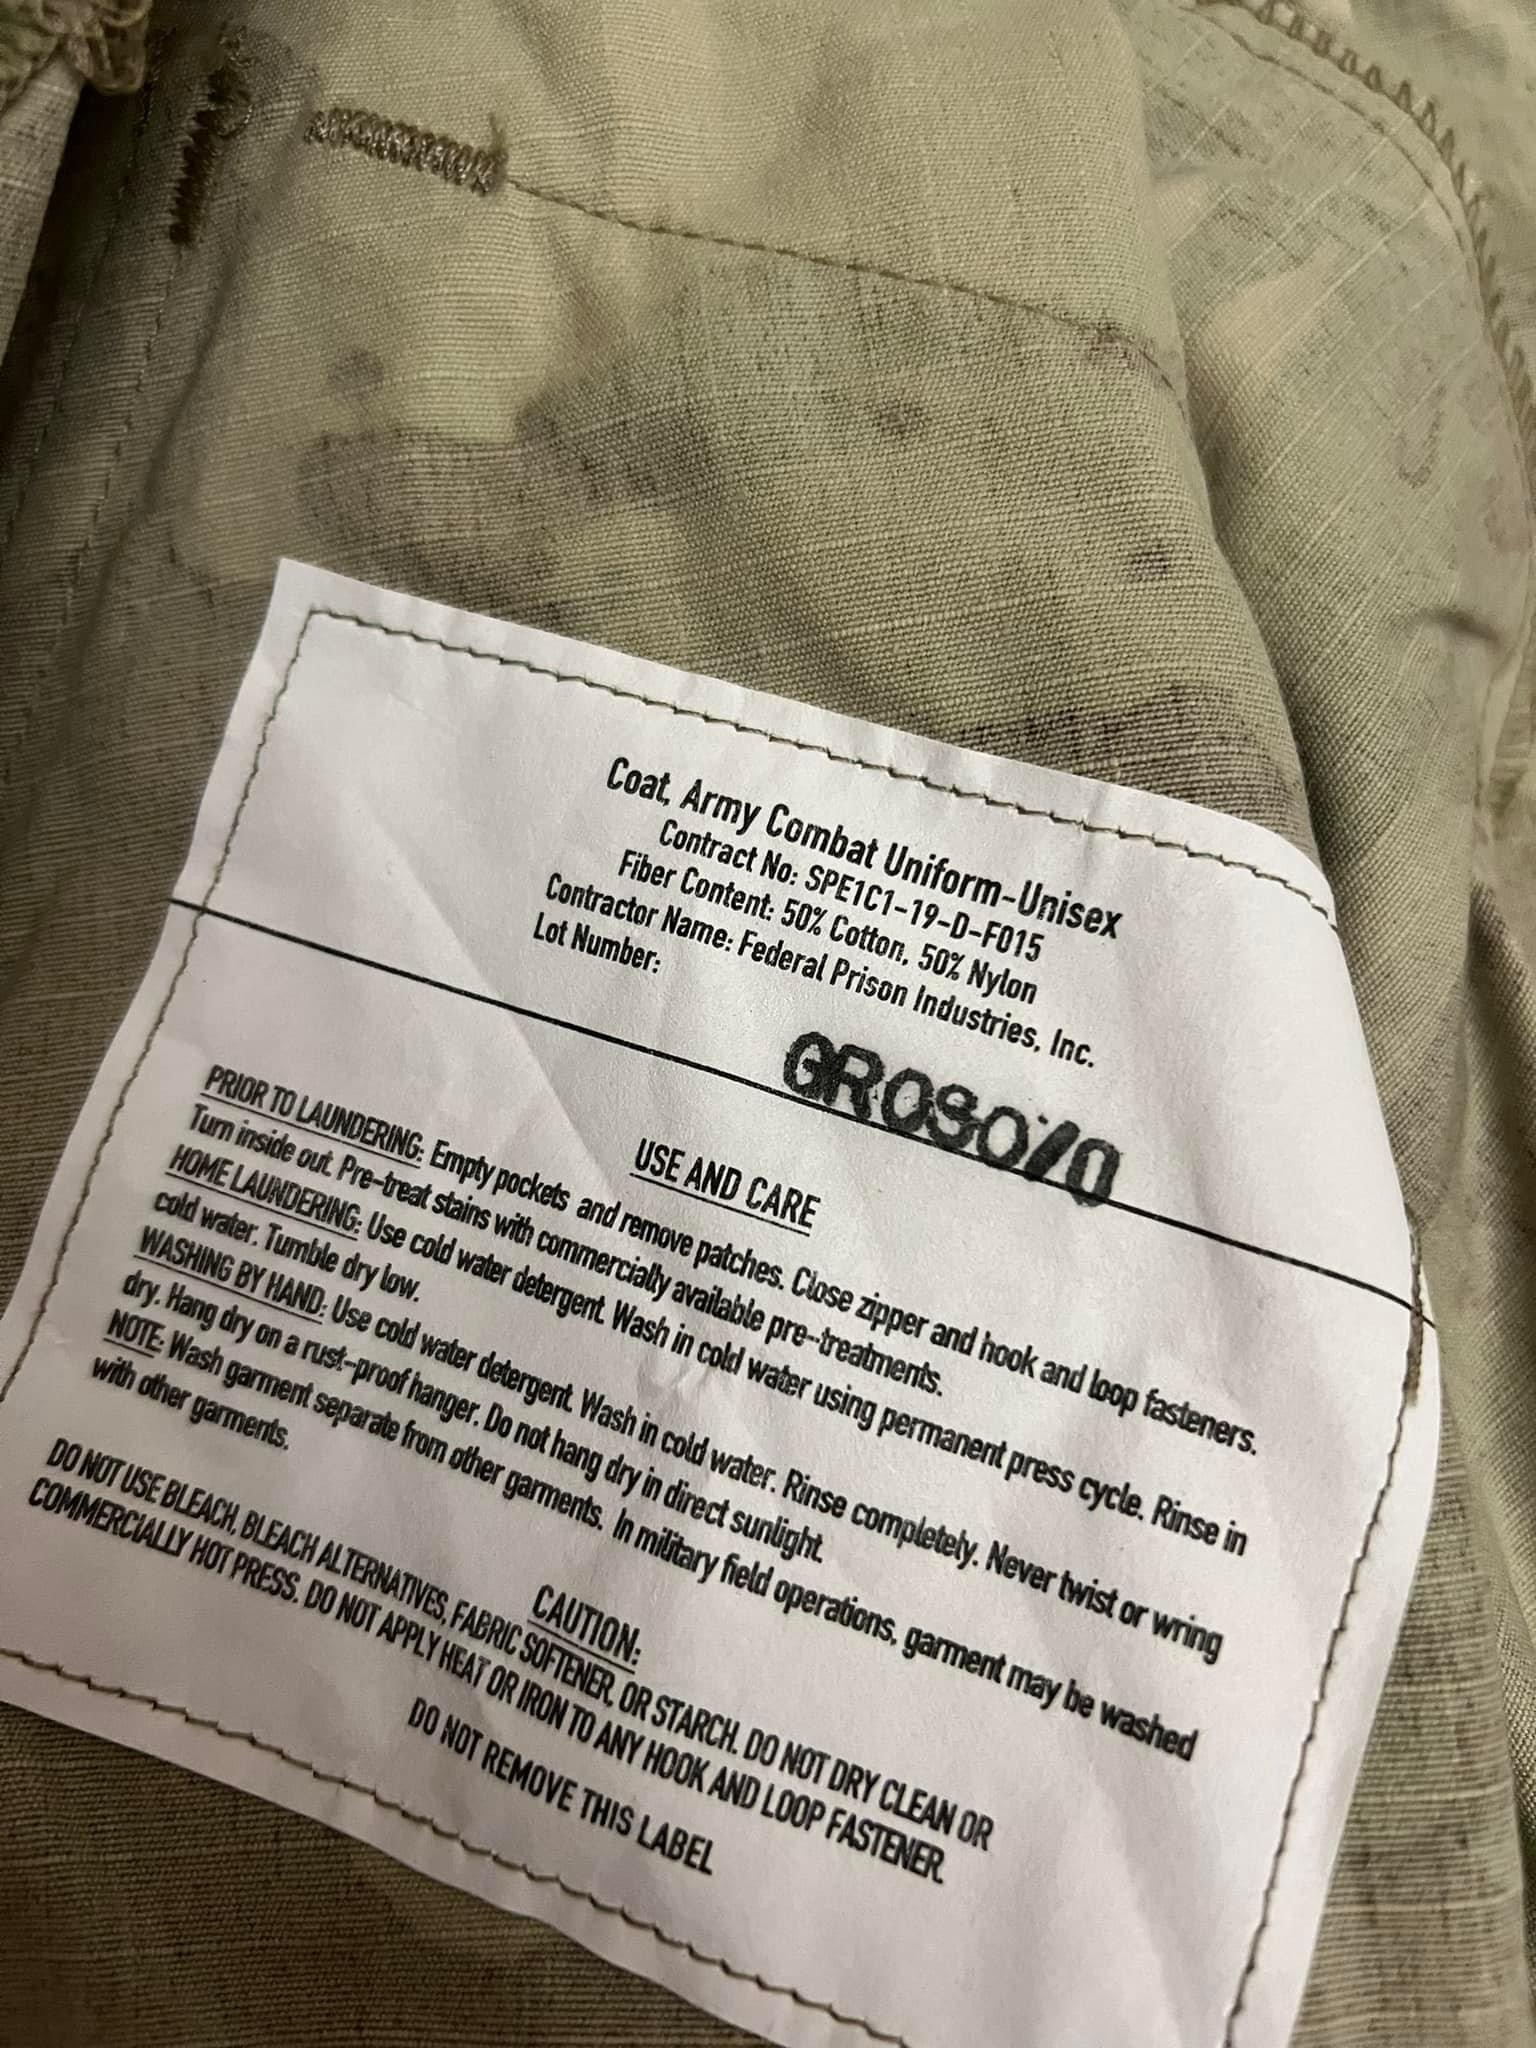 Coat, Army Combat Uniform-Unisex
Contract No: SPE1C1-19-D-F015
Fiber Content: 50% Cotton, 50% Nylon
Contractor Name: Federal Prison Industries, Inc.
Lot Number:
USE AND CARE
PRIOR TO LAUNDERING: Empty pockets and remove patches. Close zipper and hook and loop fasteners.
Turn inside out. Pre-treat stains with commercially available pre-treatments.
HOME LAUNDERING: Use cold water detergent. Wash in cold water using permanent press cycle. Rinse in
cold water. Tumble dry low.
WASHING BY HAND: Use cold water detergent. Wash in cold water. Rinse completely. Never twist or wring
dry. Hang dry on a rust-proof hanger. Do not hang dry in direct sunlight.
NOTE: Wash garment separate from other garments. In military field operations, garment may be washed
with other garments.
CAUTION:
DO NOT USE BLEACH, BLEACH ALTERNATIVES, FABRIC SOFTENER, OR STARCH. DO NOT DRY CLEAN OR
COMMERCIALLY HOT PRESS. DO NOT APPLY HEAT OR IRON TO ANY HOOK AND LOOP FASTENER.
DO NOT REMOVE THIS LABEL